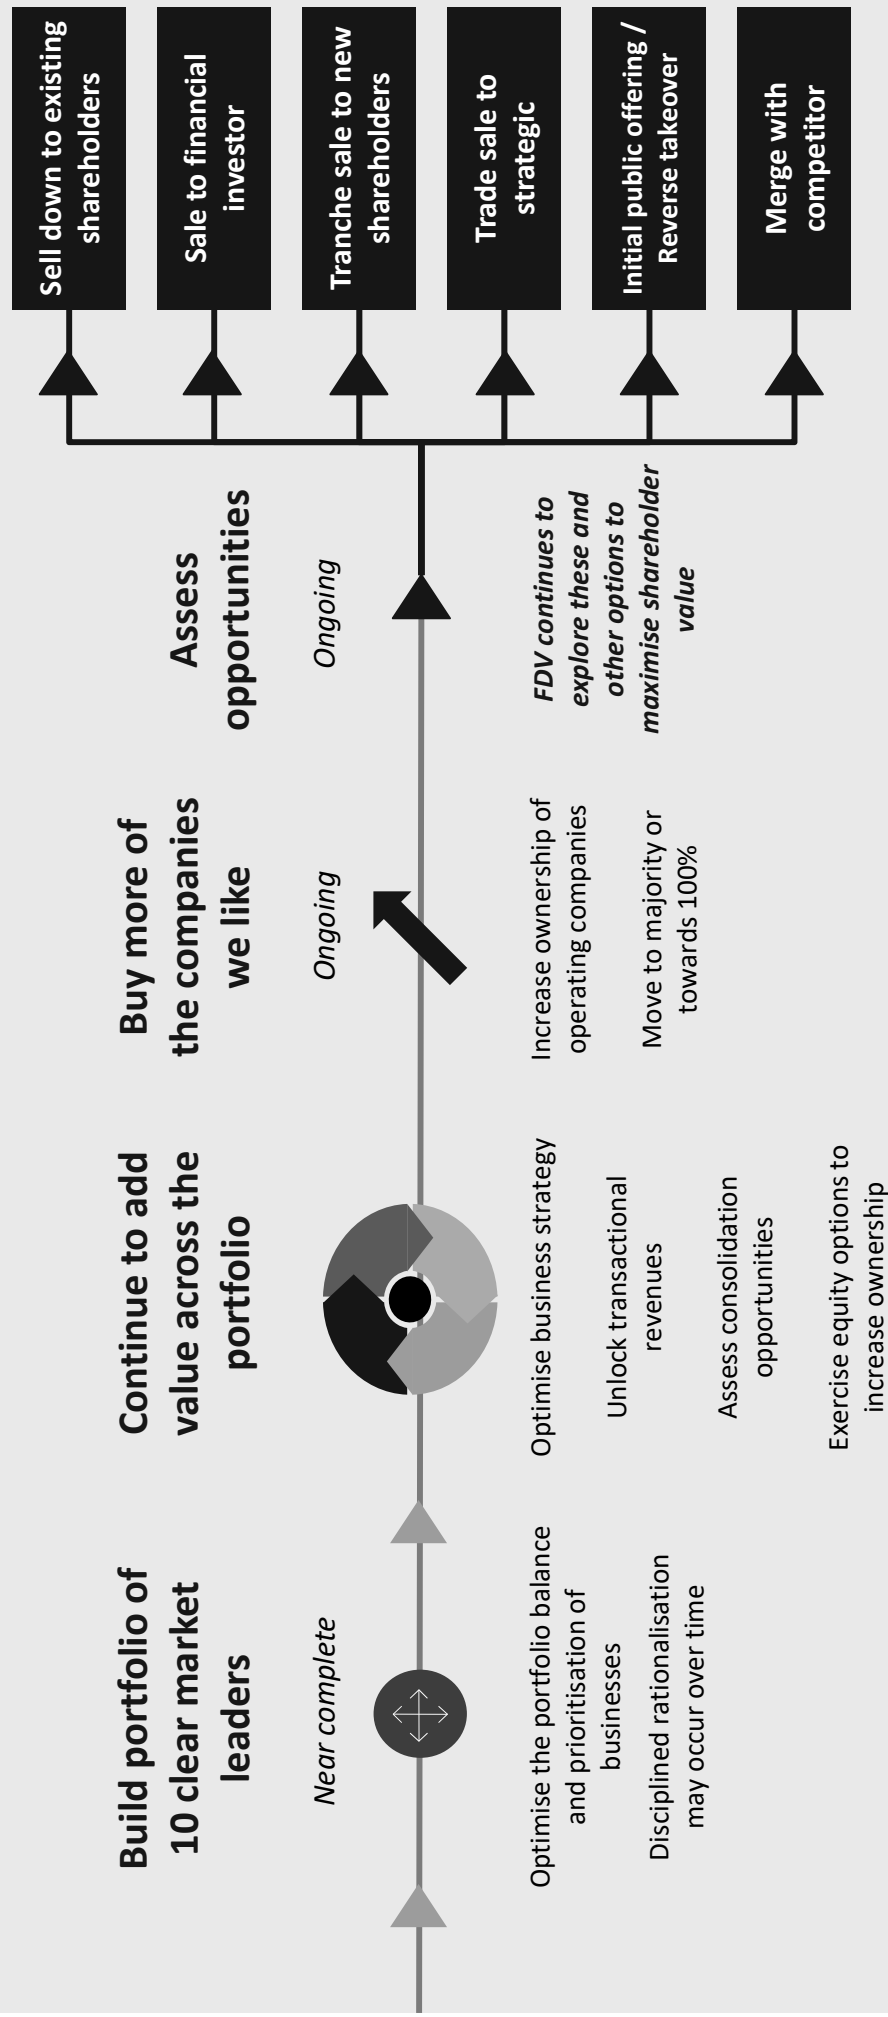 Build portfolio of
10 clear market
leaders
Near complete
Optimise the portfolio balance
and prioritisation of
businesses
Disciplined rationalisation
may occur over time
Continue to add
value across the
portfolio
Optimise business strategy
Unlock transactional
revenues
Assess consolidation
opportunities
Exercise equity options to
increase ownership
Buy more of
the companies
we like
Ongoing
Increase ownership of
operating companies
Move to majority or
towards 100%
Assess
opportunities
Ongoing
FDV continues to
explore these and
other options to
maximise shareholder
value
Sell down to existing
shareholders
Sale to financial
investor
Tranche sale to new
shareholders
Trade sale to
strategic
Initial public offering /
Reverse takeover
Merge with
competitor